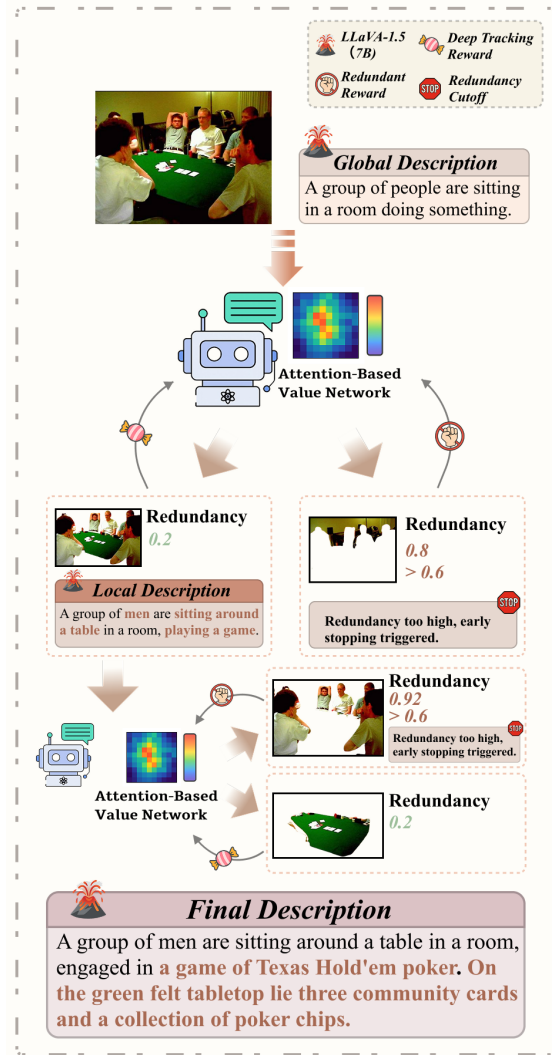 LLaVA-1.5
(7B)
Deep Tracking
Reward
Redundant
Reward
STOP
Redundancy
Cutoff
Global Description
A group of people are sitting
in a room doing something.
Attention-Based
Value Network
Redundancy
0.2
Local Description
A group of men are sitting around
a table in a room, playing a game.
Redundancy
0.8
> 0.6
STOP
Redundancy too high, early
stopping triggered.
Redundancy
0.92
> 0.6
STOP
Redundancy too high,
early stopping triggered.
Attention-Based
Value Network
Redundancy
0.2
Final Description
A group of men are sitting around a table in a room,
engaged in a game of Texas Hold'em poker. On
the green felt tabletop lie three community cards
and a collection of poker chips.